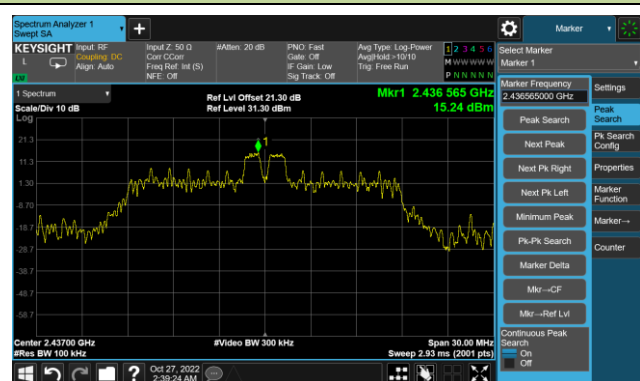 Spectrum Analyzer 1
Swept SA
+
Marker
KEYSIGHT
L
Input: RF
Coupling: DC
Align: Auto
Input Z: 50 Ω
Corr CCorr
Freq Ref: Int (S)
NFE: Off
#Atten: 20 dB
PNO: Fast
Gate: Off
IF Gain: Low
Sig Track: Off
Avg Type: Log-Power
Avg|Hold:>10/10
Trig: Free Run
1 2 3 4 5 6
M W W W W W
P N N N N N
LW
Select Marker
Marker 1
1 Spectrum
Scale/Div 10 dB
Log
Ref Lvl Offset 21.30 dB
Ref Level 31.30 dBm
Mkr1 2.436 565 GHz
15.24 dBm
1
21.3
11.3
1.30
-8.70
-18.7
-28.7
-38.7
-48.7
-58.7
Center 2.43700 GHz
#Res BW 100 kHz
#Video BW 300 kHz
Span 30.00 MHz
Sweep 2.93 ms (2001 pts)
Marker Frequency
2.436565000 GHz
Peak Search
Next Peak
Next Pk Right
Next Pk Left
Minimum Peak
Pk-Pk Search
Marker Delta
Mkr→CF
Mkr→Ref Lvl
Continuous Peak
Search
On
Off
Settings
Peak
Search
Pk Search
Config
Properties
Marker
Function
Marker→
Counter
?
Oct 27, 2022
2:39:24 AM